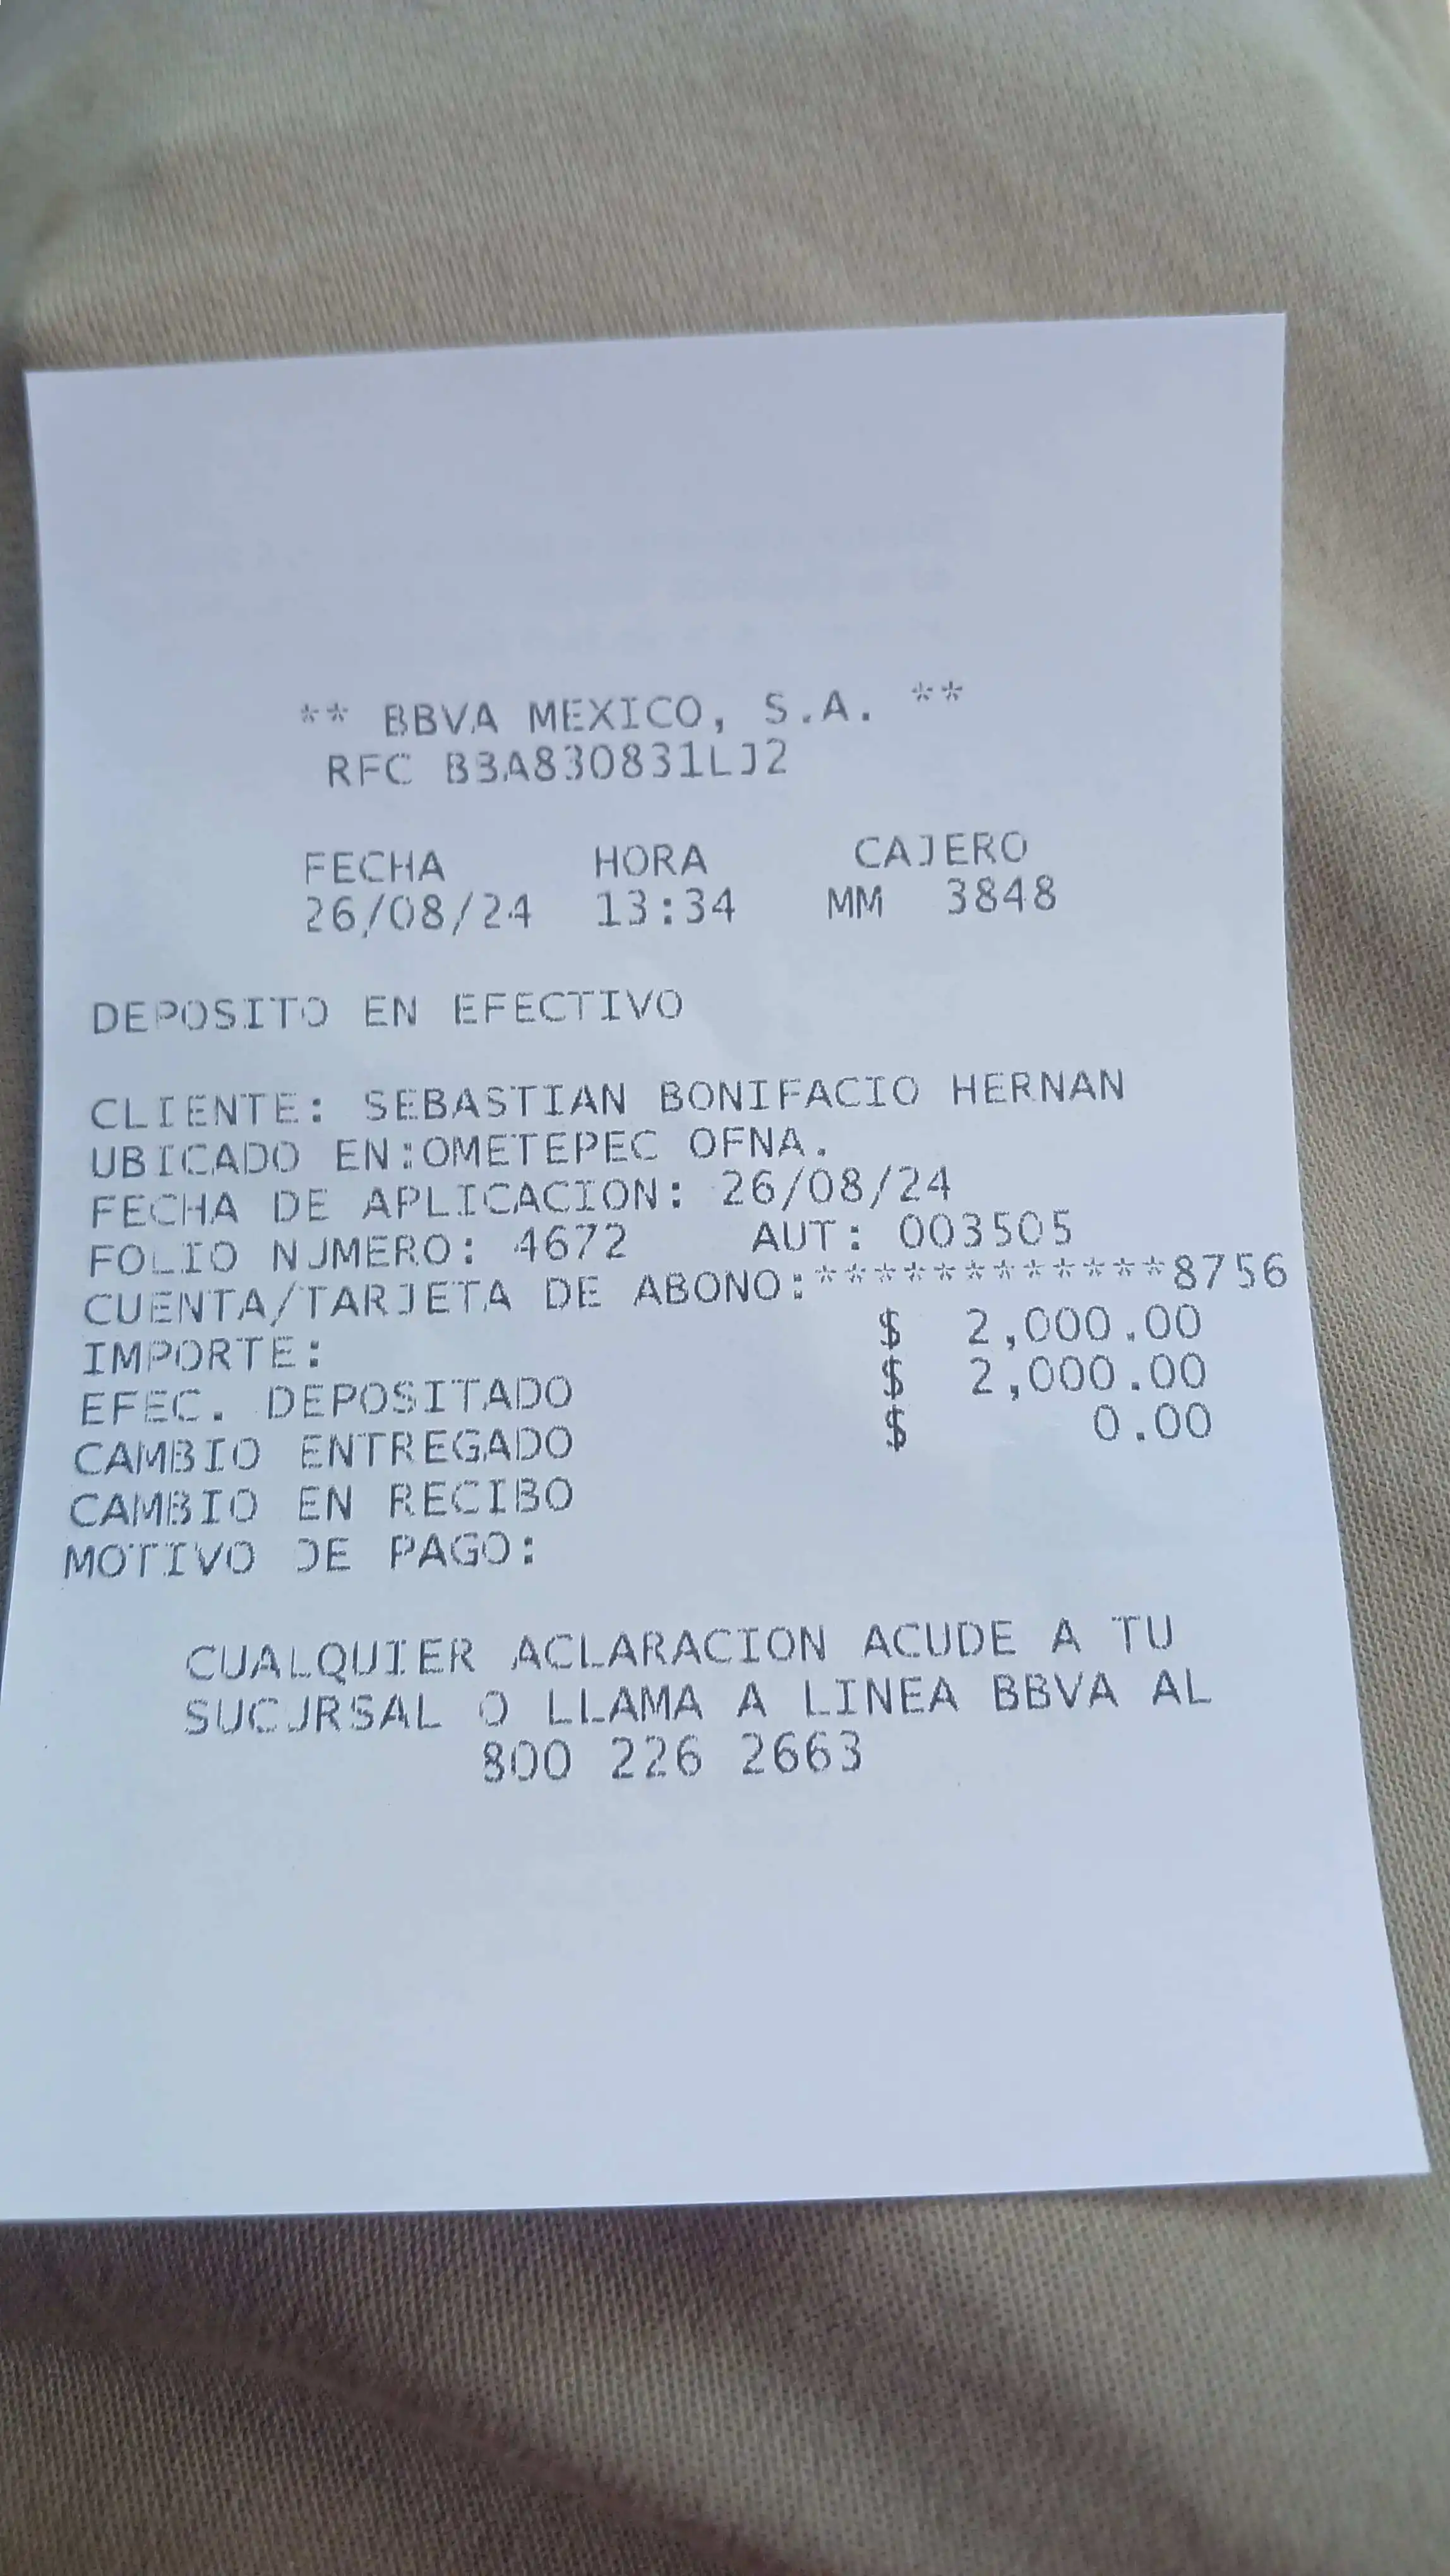 ** BBVA MEXICO, S.A. **
RFC BBA830831LJ2
FECHA HORA CAJERO
26/08/24 13:34 MM 3848
DEPOSITO EN EFECTIVO
CLIENTE: SEBASTIAN BONIFACIO HERNAN
UBICADO EN:OMETEPEC OFNA.
FECHA DE APLICACION: 26/08/24
FOLIO NUMERO: 4672 AUT: 003505
CUENTA/TARJETA DE ABONO:************8756
IMPORTE: $ 2,000.00
EFEC. DEPOSITADO $ 2,000.00
CAMBIO ENTREGADO $ 0.00
CAMBIO EN RECIBO
MOTIVO DE PAGO:
CUALQUIER ACLARACION ACUDE A TU
SUCURSAL O LLAMA A LINEA BBVA AL
800 226 2663